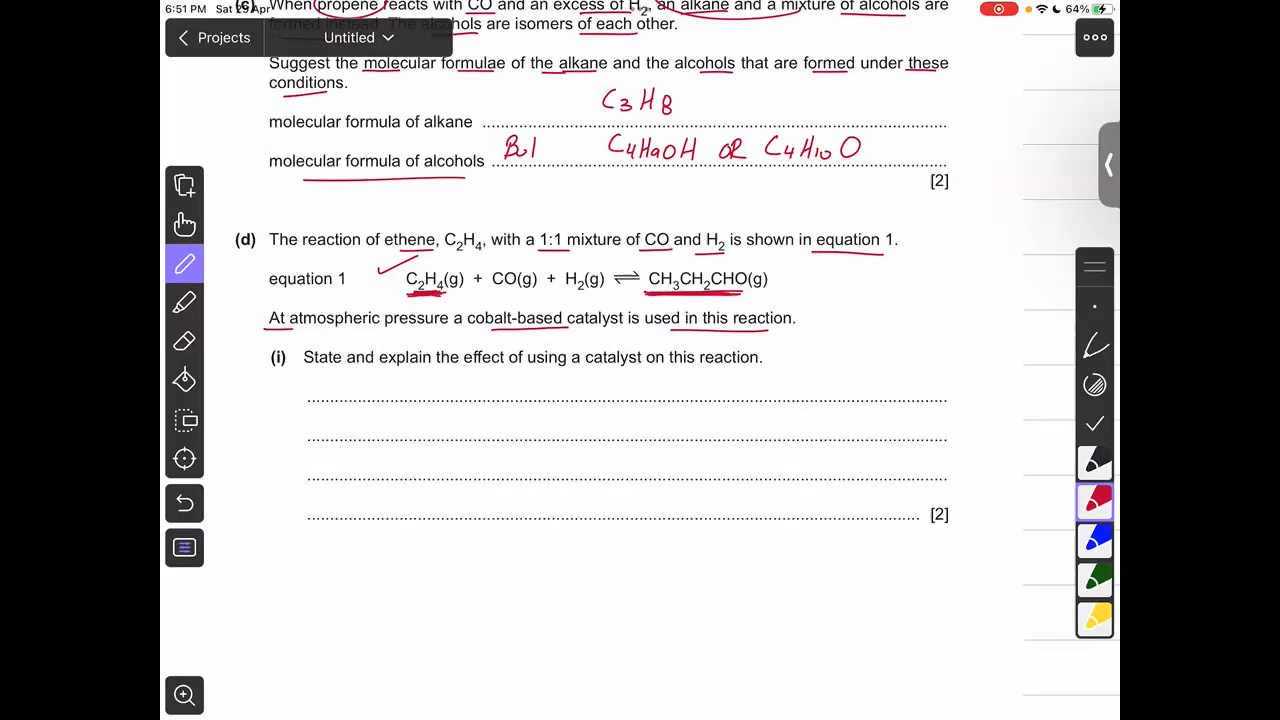 6:51 PM Sat 29 Apr
64%
(c) When propene reacts with CO and an excess of H2, an alkane and a mixture of alcohols are
formed instead. The alcohols are isomers of each other.
Projects
Untitled
Suggest the molecular formulae of the alkane and the alcohols that are formed under these
conditions.
C3H8
molecular formula of alkane
C4H9OH OR C4H10O
molecular formula of alcohols
[2]
(d) The reaction of ethene, C2H4, with a 1:1 mixture of CO and H2 is shown in equation 1.
equation 1 C2H4(g) + CO(g) + H2(g) ⇌ CH3CH2CHO(g)
At atmospheric pressure a cobalt-based catalyst is used in this reaction.
(i) State and explain the effect of using a catalyst on this reaction.
[2]